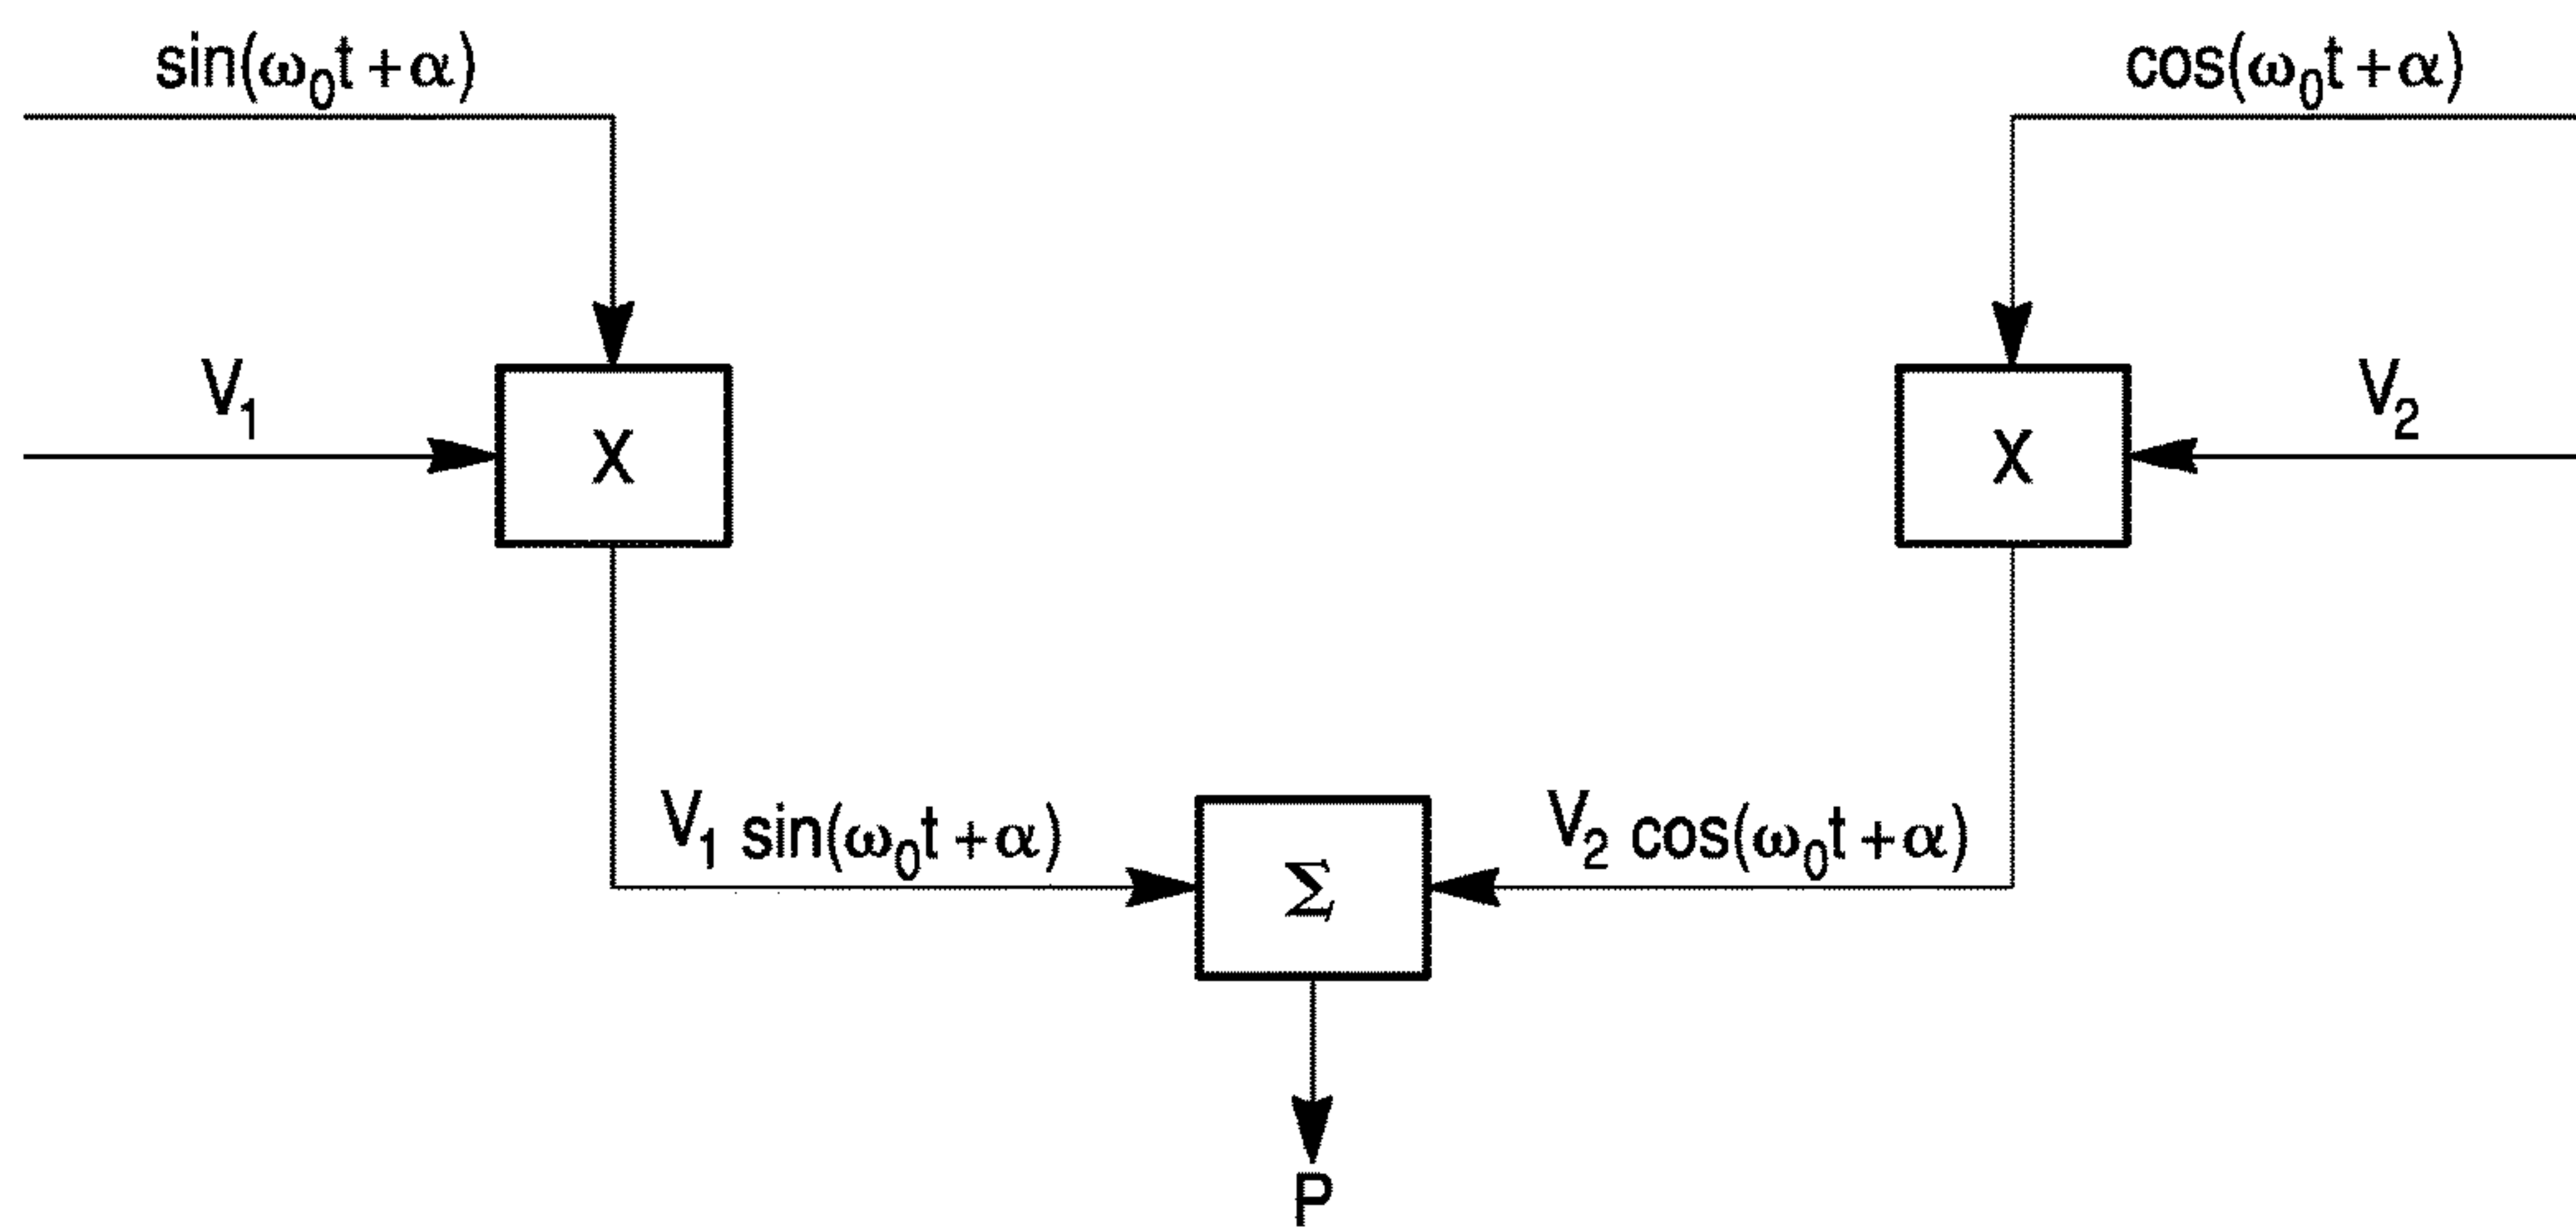 sin(ω₀t + α)
cos(ω₀t + α)
V₁
V₂
X
X
V₁ sin(ω₀t + α)
V₂ cos(ω₀t + α)
Σ
P